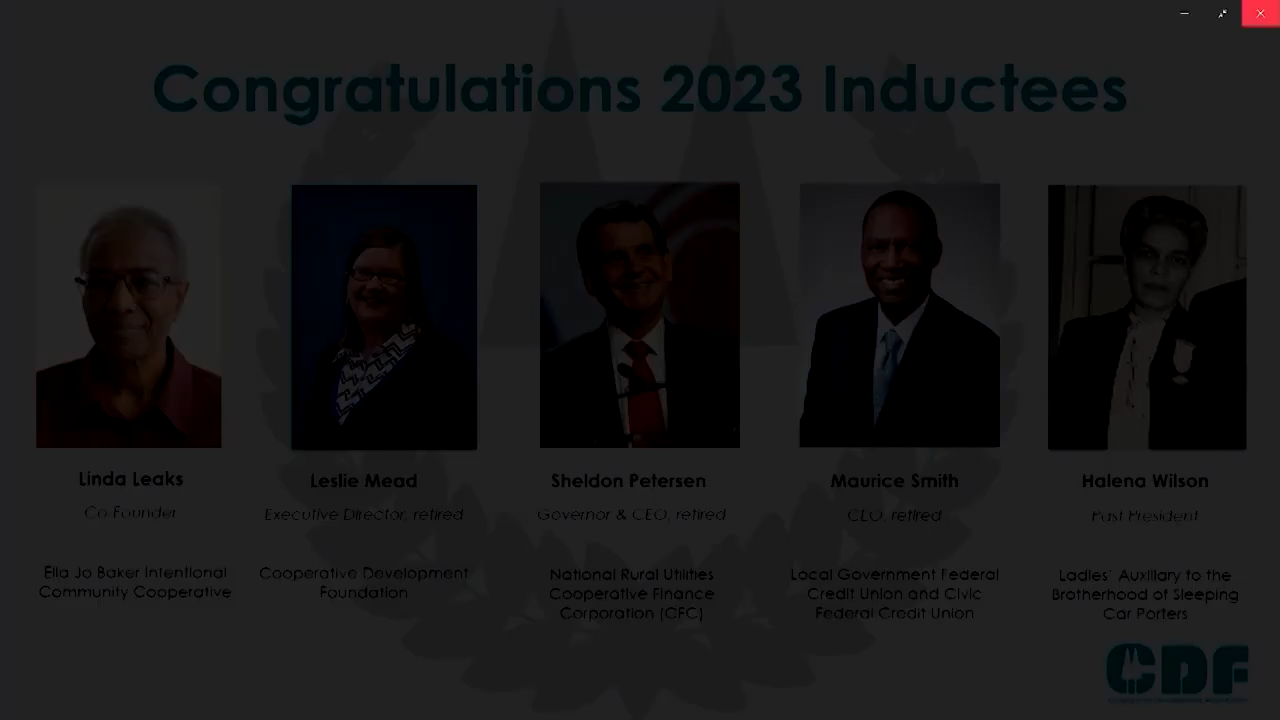 Congratulations 2023 Inductees
Linda Leaks
Co-Founder
Ella Jo Baker Intentional
Community Cooperative
Leslie Mead
Executive Director, retired
Cooperative Development
Foundation
Sheldon Petersen
Governor & CEO, retired
National Rural Utilities
Cooperative Finance
Corporation (CFC)
Maurice Smith
CEO, retired
Local Government Federal
Credit Union and Civic
Federal Credit Union
Halena Wilson
Past President
Ladies' Auxiliary to the
Brotherhood of Sleeping
Car Porters
CDF